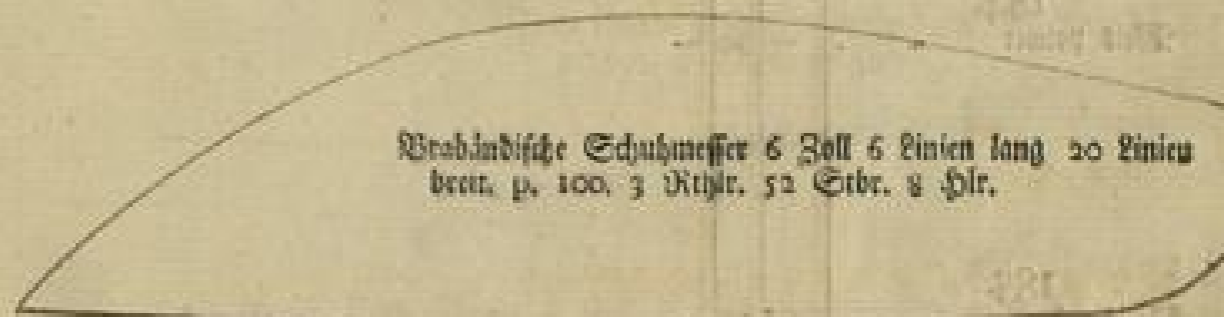 Brabändische Schuhmesser 6 Zoll 6 Linien lang 20 Linien
breit. p. 100. 3 Rthlr. 52 Stbr. 8 Hlr.